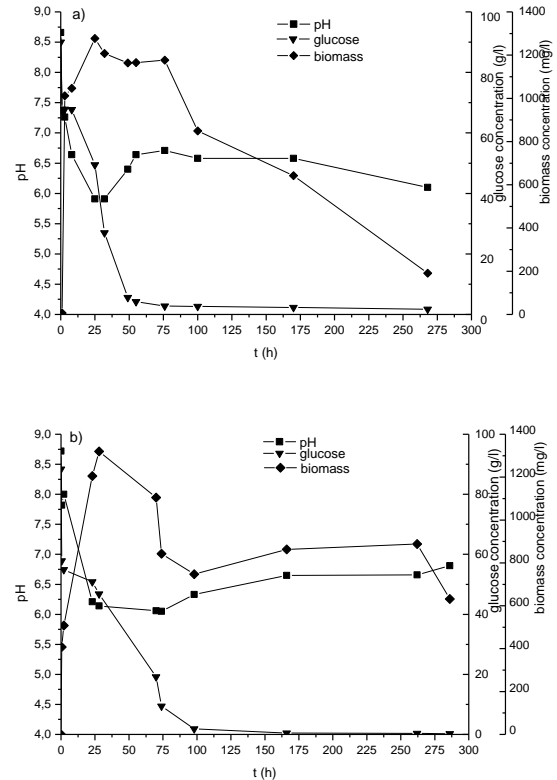 a)
pH
glucose
biomass
9,0
8,5
8,0
7,5
7,0
6,5
6,0
5,5
5,0
4,5
4,0
pH
0 25 50 75 100 125 150 175 200 225 250 275 300
t (h)
100
80
60
40
20
0
glucose concentration (g/l)
1400
1200
1000
800
600
400
200
0
biomass concentration (mg/l)
b)
pH
glucose
biomass
9,0
8,5
8,0
7,5
7,0
6,5
6,0
5,5
5,0
4,5
4,0
pH
0 25 50 75 100 125 150 175 200 225 250 275 300
t (h)
100
80
60
40
20
0
glucose concentration (g/l)
1400
1200
1000
800
600
400
200
0
biomass concentration (mg/l)